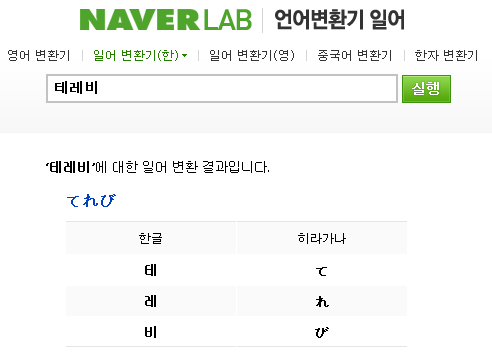 NAVER LAB 언어변환기 일어
영어 변환기 일어 변환기(한) 일어 변환기(영) 중국어 변환기 한자 변환기
테레비 실행
'테레비'에 대한 일어 변환 결과입니다.
てれび
한글 히라가나
테 て
레 れ
비 び